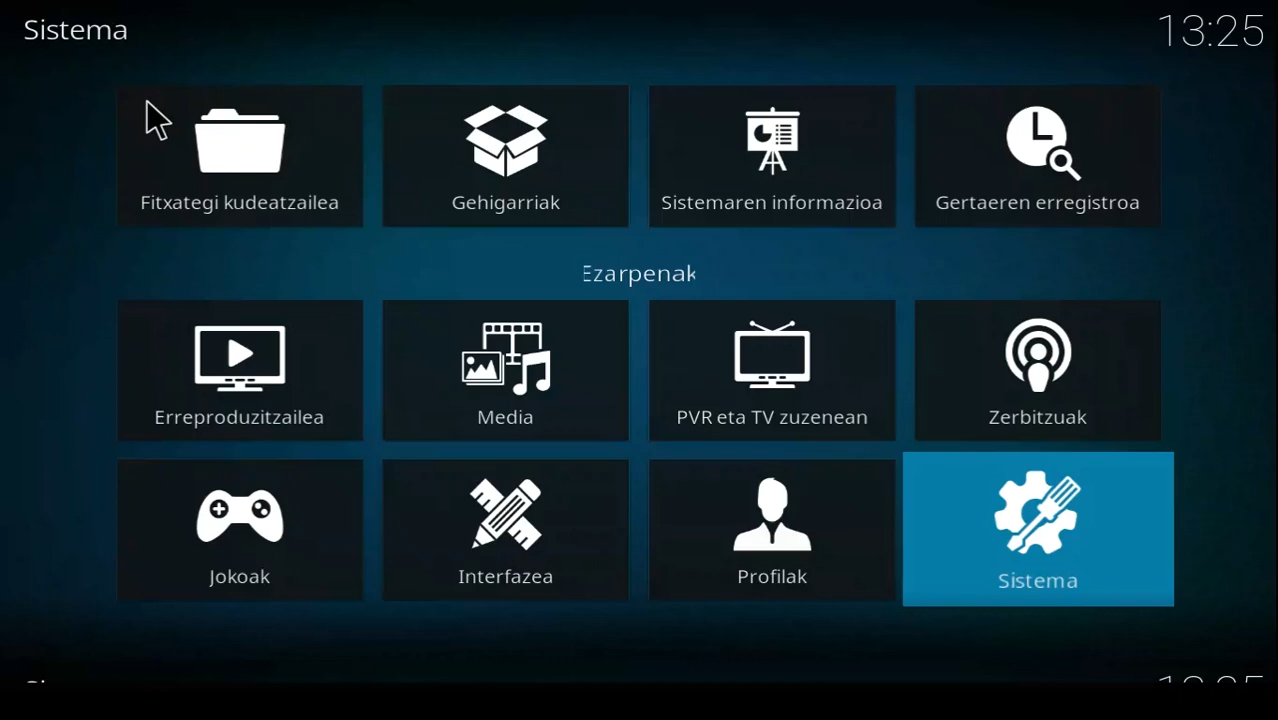 Sistema
13:25
Fitxategi kudeatzailea
Gehigarriak
Sistemaren informazioa
Gertaeren erregistroa
Ezarpenak
Erreproduzitzailea
Media
PVR eta TV zuzenean
Zerbitzuak
Jokoak
Interfazea
Profilak
Sistema